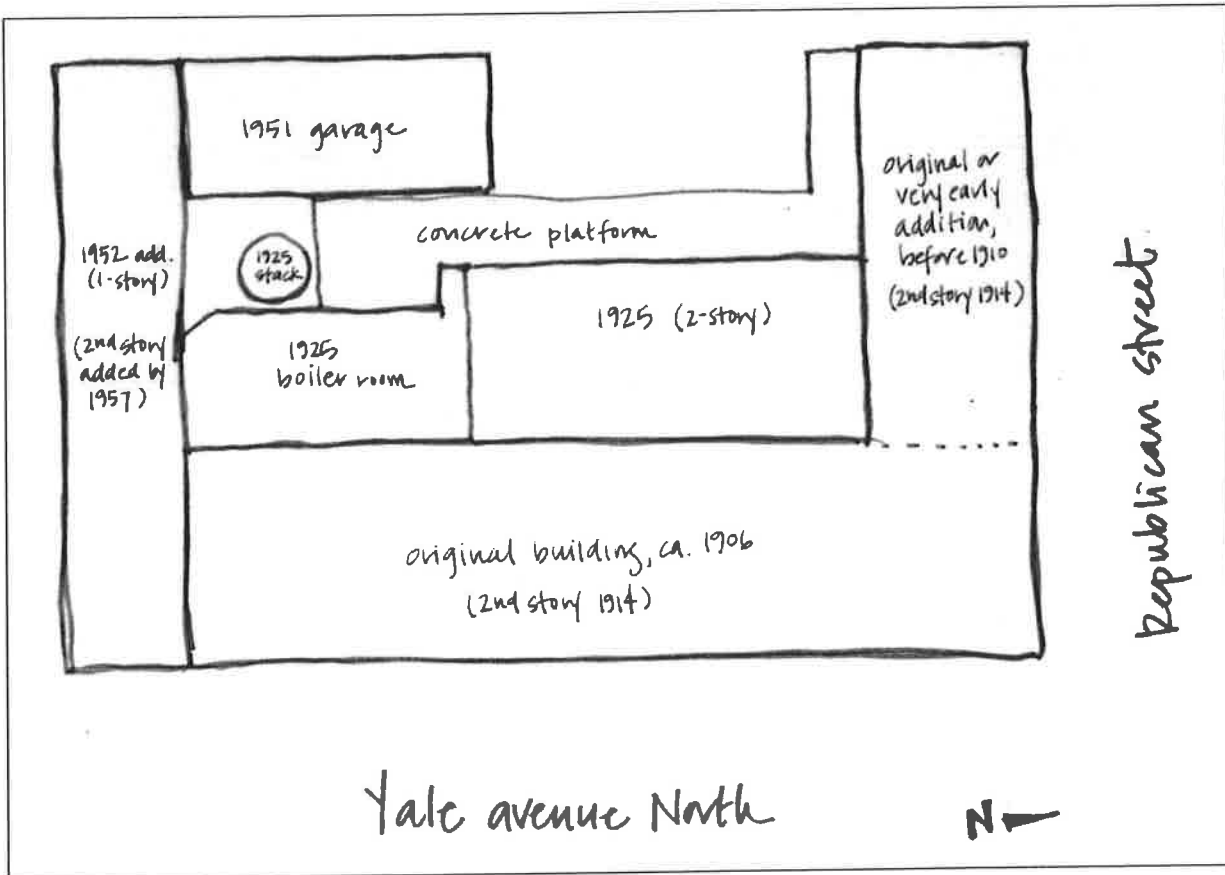 1951 garage
1952 add.
(1-story)
(2nd story
added by
1957)
1925
stack
concrete platform
original or
very early
addition,
before 1910
(2nd story 1914)
1925
boiler room
1925 (2-story)
original building, ca. 1906
(2nd story 1914)
Republican street
Yale avenue North
N